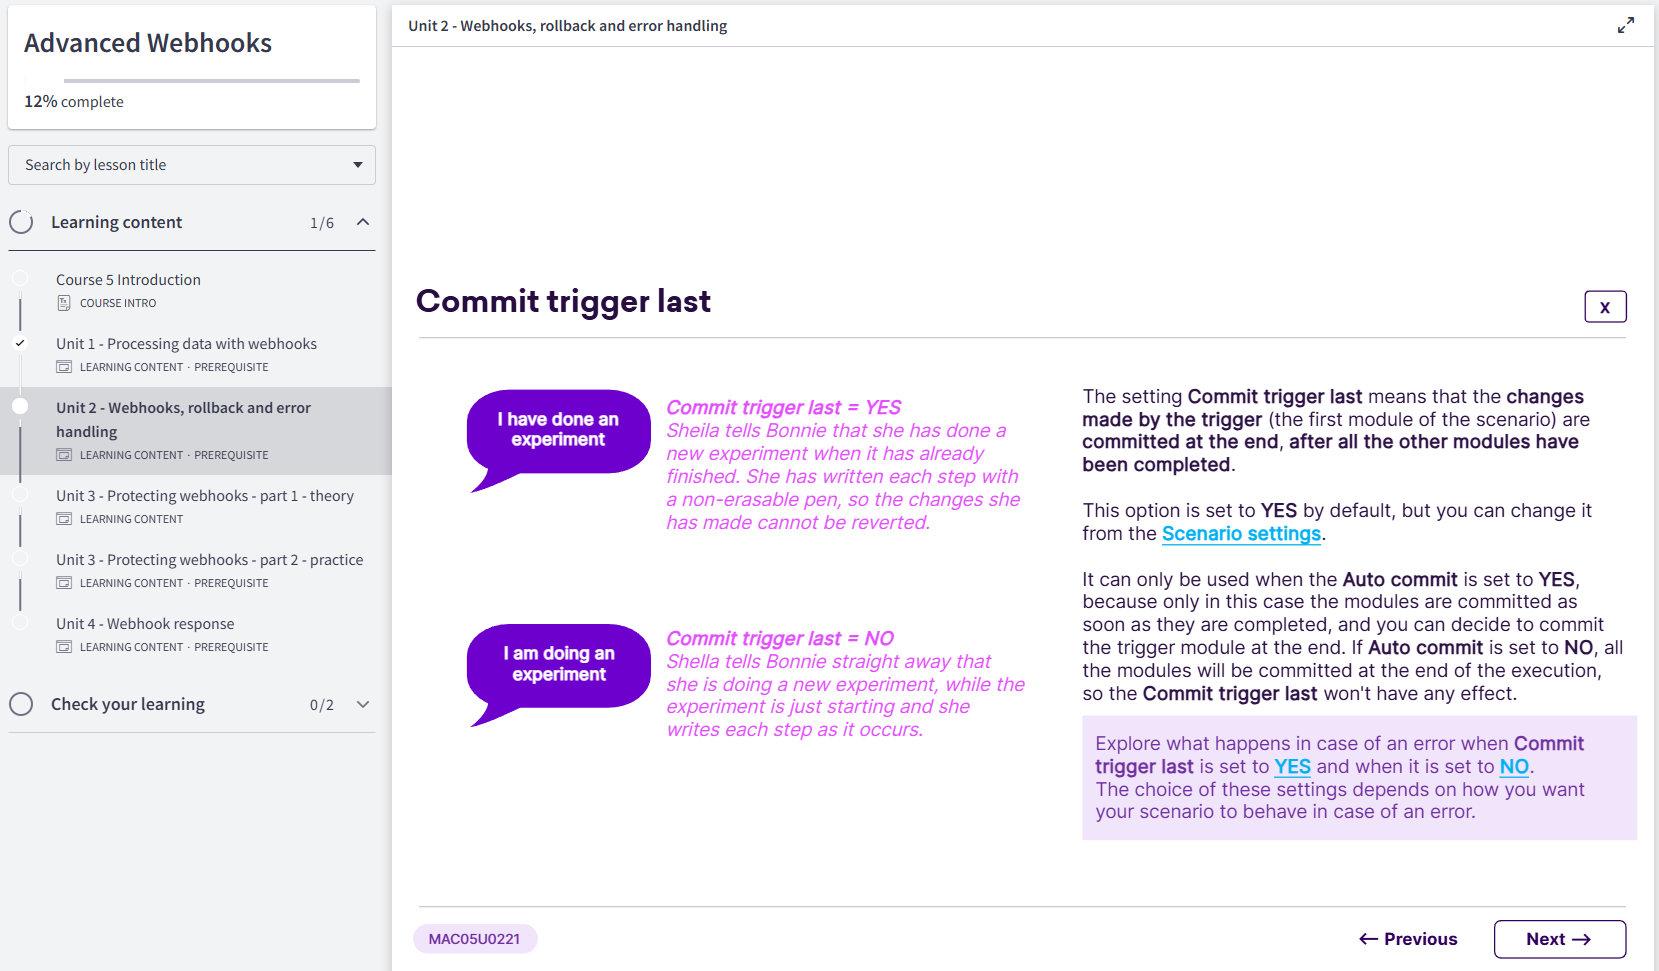 Advanced Webhooks
12% complete
Search by lesson title
Learning content 1/6
Course 5 Introduction
COURSE INTRO
Unit 1 - Processing data with webhooks
LEARNING CONTENT · PREREQUISITE
Unit 2 - Webhooks, rollback and error
handling
LEARNING CONTENT · PREREQUISITE
Unit 3 - Protecting webhooks - part 1 - theory
LEARNING CONTENT
Unit 3 - Protecting webhooks - part 2 - practice
LEARNING CONTENT · PREREQUISITE
Unit 4 - Webhook response
LEARNING CONTENT · PREREQUISITE
Check your learning 0/2
Unit 2 - Webhooks, rollback and error handling
Commit trigger last
X
I have done an
experiment
Commit trigger last = YES
Sheila tells Bonnie that she has done a
new experiment when it has already
finished. She has written each step with
a non-erasable pen, so the changes she
has made cannot be reverted.
I am doing an
experiment
Commit trigger last = NO
Shella tells Bonnie straight away that
she is doing a new experiment, while the
experiment is just starting and she
writes each step as it occurs.
The setting Commit trigger last means that the changes
made by the trigger (the first module of the scenario) are
committed at the end, after all the other modules have
been completed.
This option is set to YES by default, but you can change it
from the Scenario settings.
It can only be used when the Auto commit is set to YES,
because only in this case the modules are committed as
soon as they are completed, and you can decide to commit
the trigger module at the end. If Auto commit is set to NO, all
the modules will be committed at the end of the execution,
so the Commit trigger last won't have any effect.
Explore what happens in case of an error when Commit
trigger last is set to YES and when it is set to NO.
The choice of these settings depends on how you want
your scenario to behave in case of an error.
MAC05U0221
← Previous
Next →